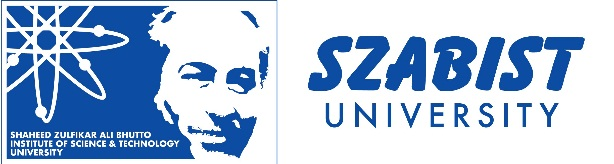 SHAHEED ZULFIKAR ALI BHUTTO
INSTITUTE OF SCIENCE & TECHNOLOGY
UNIVERSITY
SZABIST
UNIVERSITY